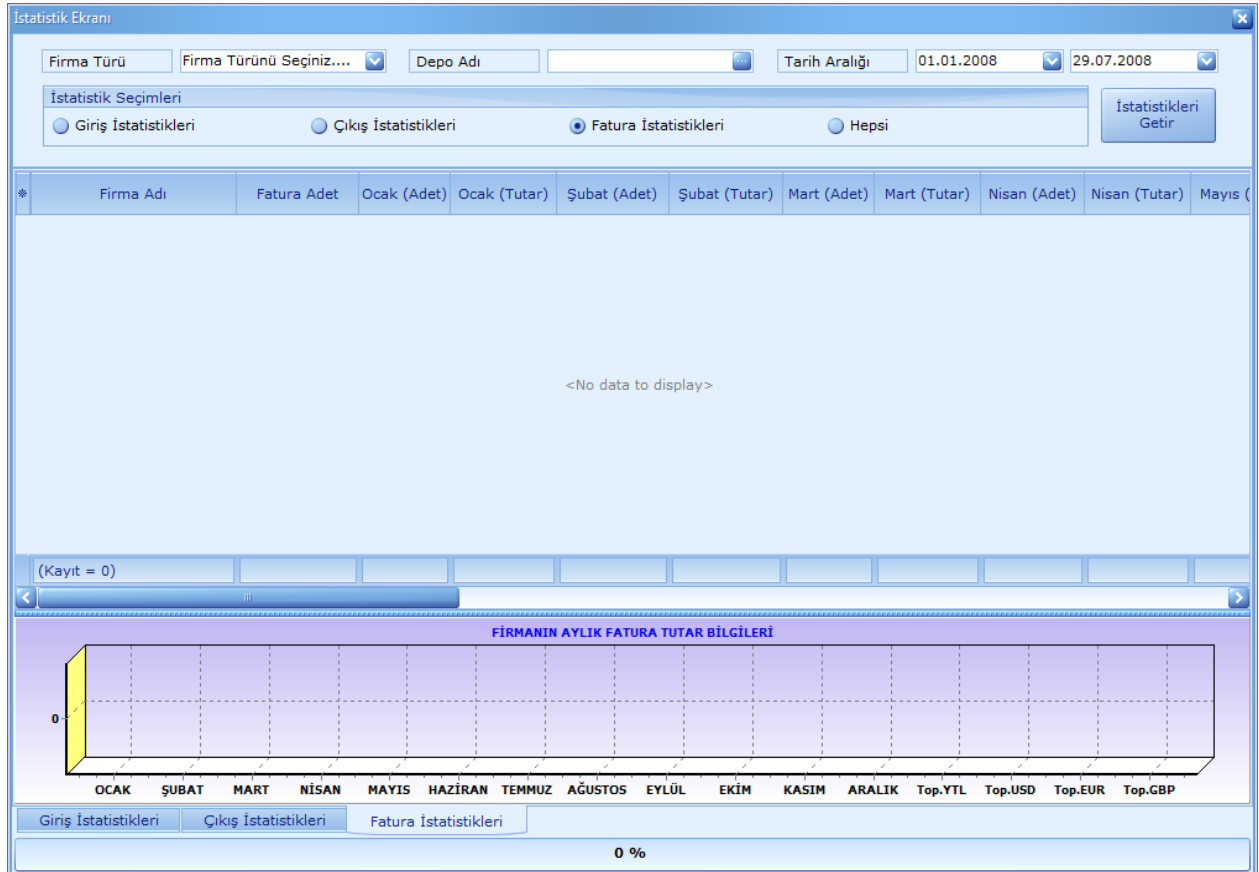 İstatistik Ekranı
Firma Türü Firma Türünü Seçiniz.... Depo Adı Tarih Aralığı 01.01.2008 29.07.2008
İstatistik Seçimleri
Giriş İstatistikleri Çıkış İstatistikleri Fatura İstatistikleri Hepsi
İstatistikleri
Getir
Firma Adı Fatura Adet Ocak (Adet) Ocak (Tutar) Şubat (Adet) Şubat (Tutar) Mart (Adet) Mart (Tutar) Nisan (Adet) Nisan (Tutar) Mayıs (
<No data to display>
(Kayıt = 0)
FİRMANIN AYLIK FATURA TUTAR BİLGİLERİ
0
OCAK ŞUBAT MART NİSAN MAYIS HAZİRAN TEMMUZ AĞUSTOS EYLÜL EKİM KASIM ARALIK Top.YTL Top.USD Top.EUR Top.GBP
Giriş İstatistikleri Çıkış İstatistikleri Fatura İstatistikleri
0 %